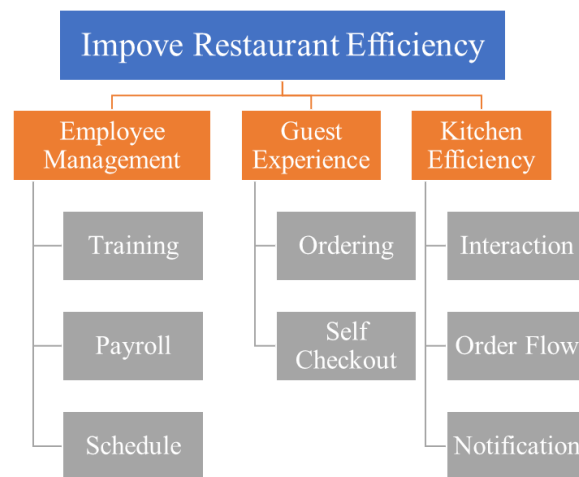 Impove Restaurant Efficiency
Employee
Management
Guest
Experience
Kitchen
Efficiency
Training
Ordering
Interaction
Payroll
Self
Checkout
Order Flow
Schedule
Notification